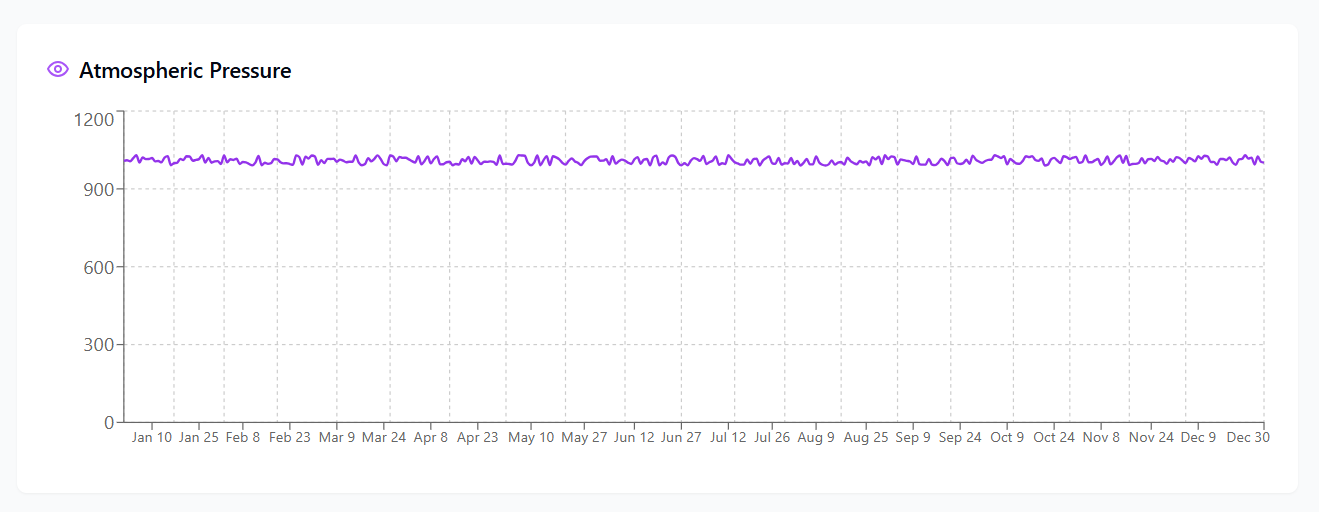 Atmospheric Pressure
1200
900
600
300
0
Jan 10 Jan 25 Feb 8 Feb 23 Mar 9 Mar 24 Apr 8 Apr 23 May 10 May 27 Jun 12 Jun 27 Jul 12 Jul 26 Aug 9 Aug 25 Sep 9 Sep 24 Oct 9 Oct 24 Nov 8 Nov 24 Dec 9 Dec 30